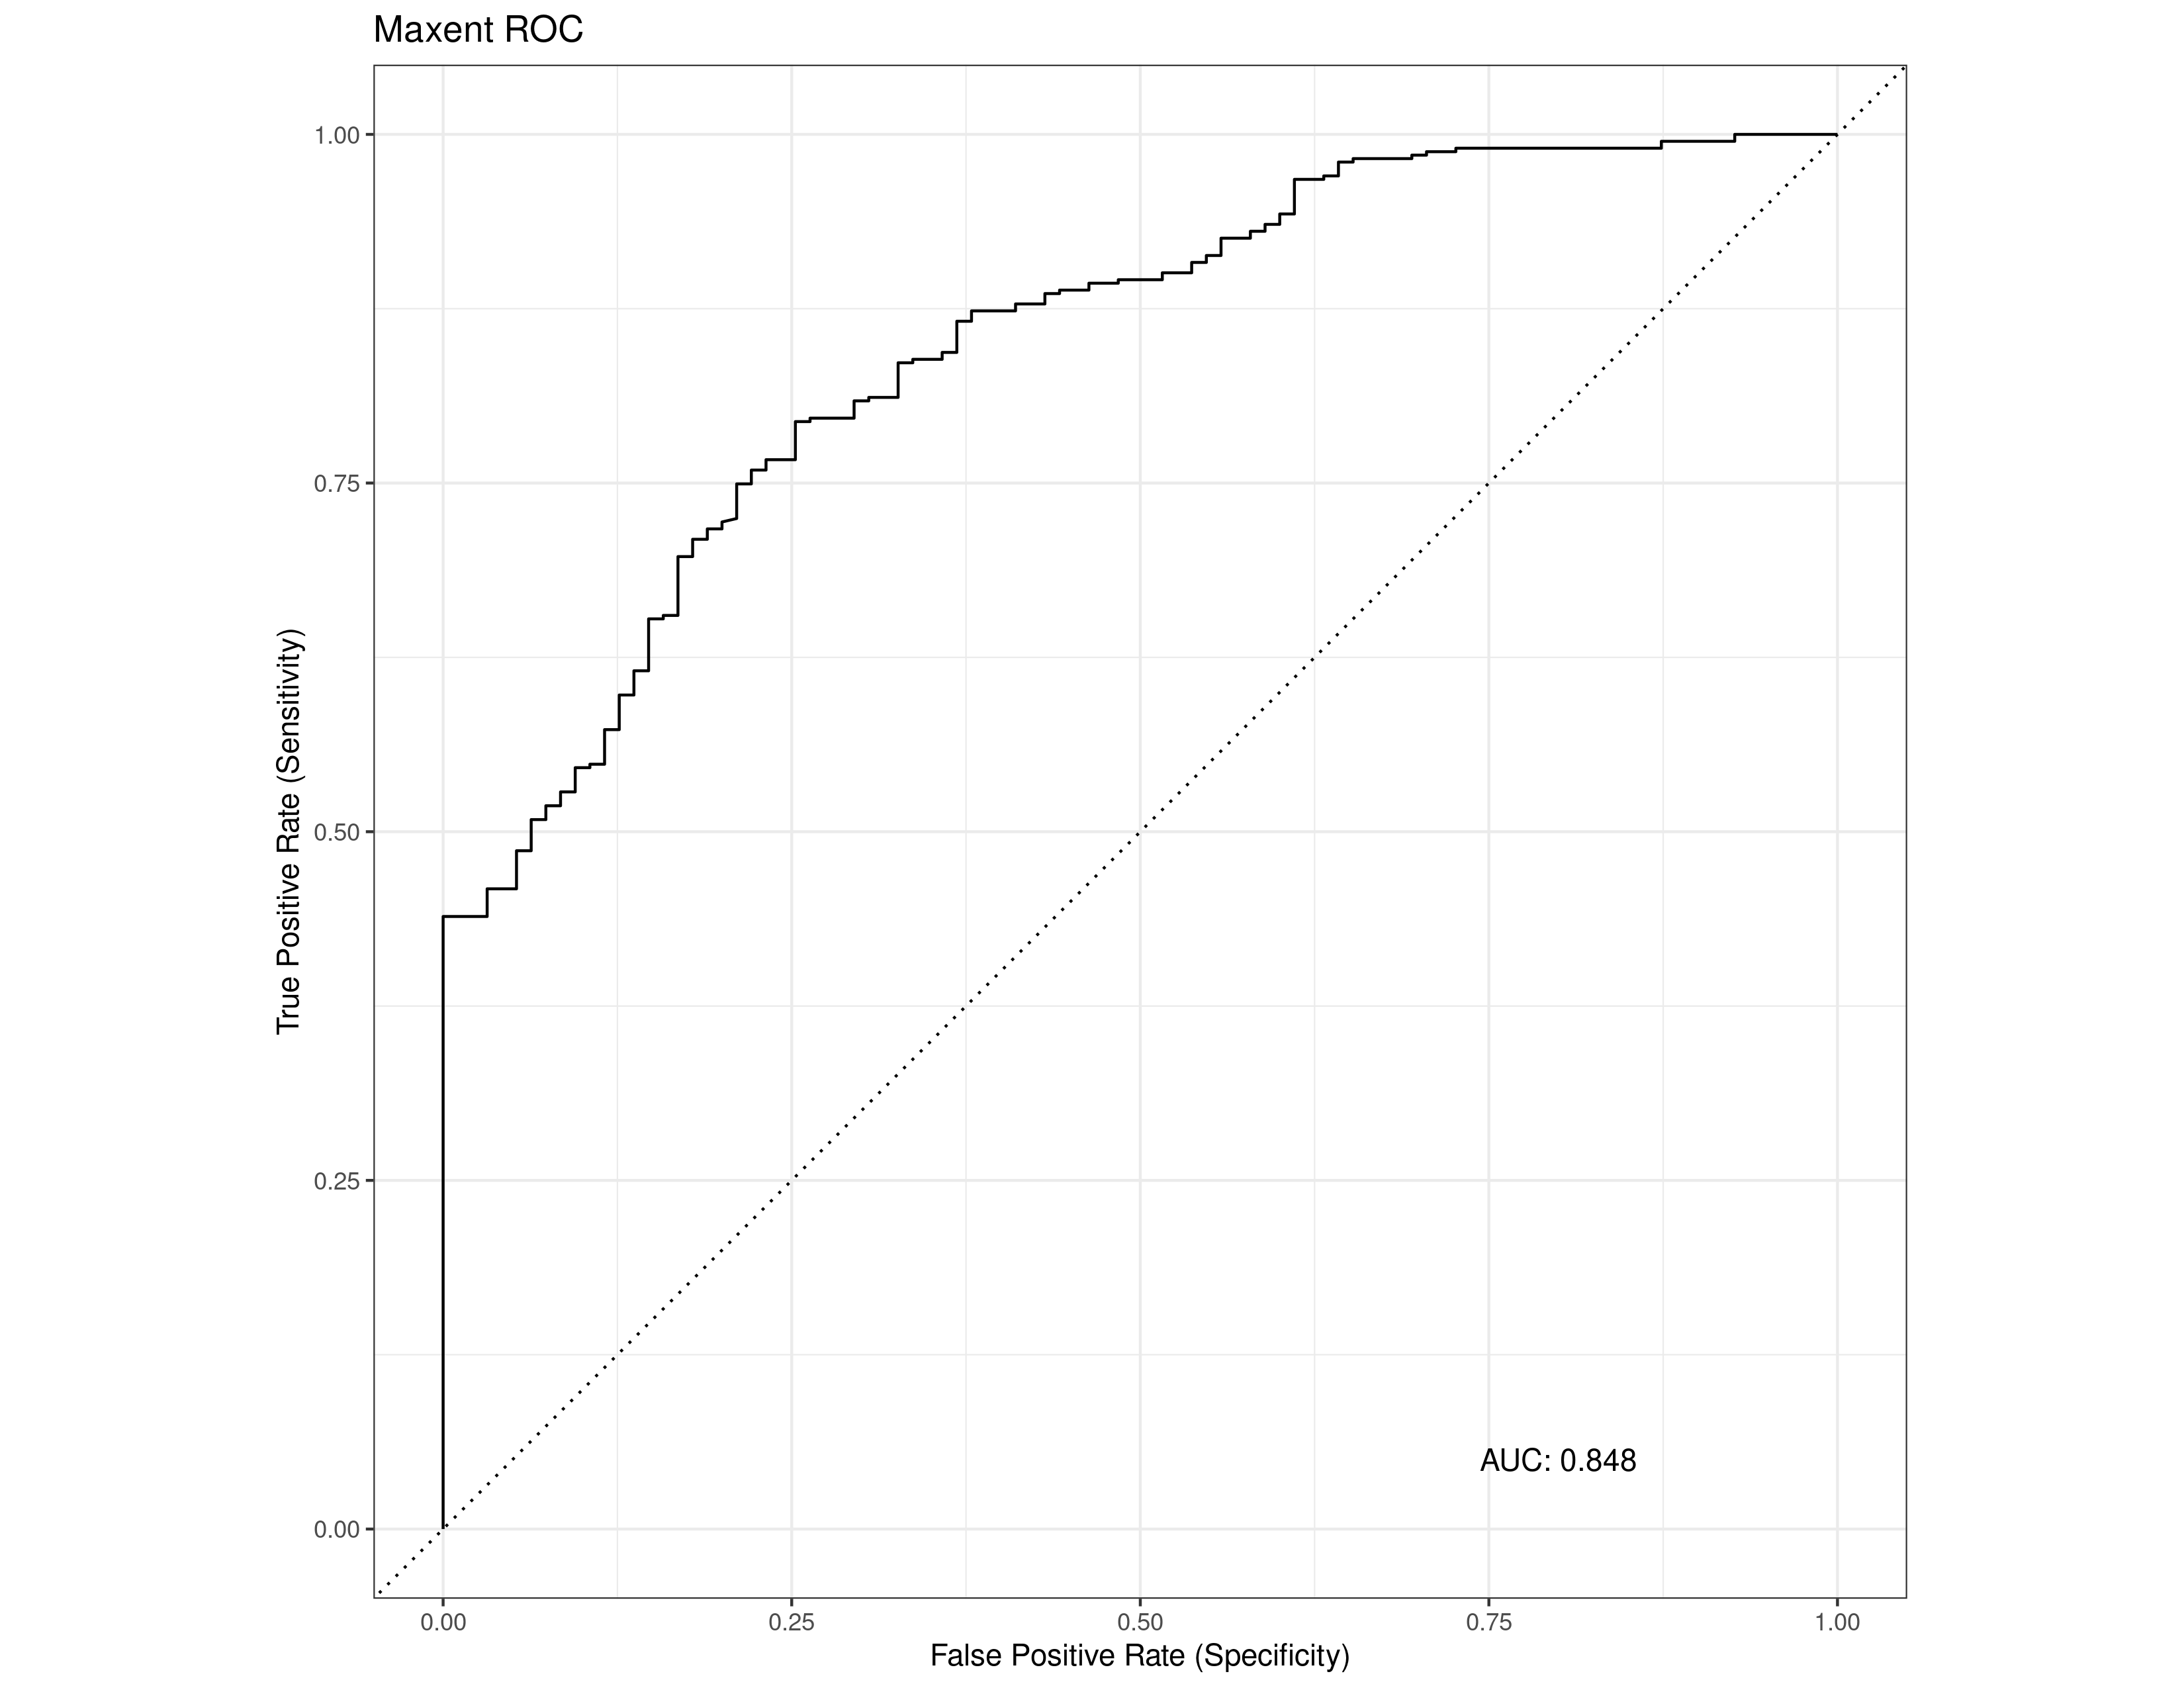 Maxent ROC
1.00
0.75
0.50
0.25
0.00
True Positive Rate (Sensitivity)
AUC: 0.848
0.00 0.25 0.50 0.75 1.00
False Positive Rate (Specificity)